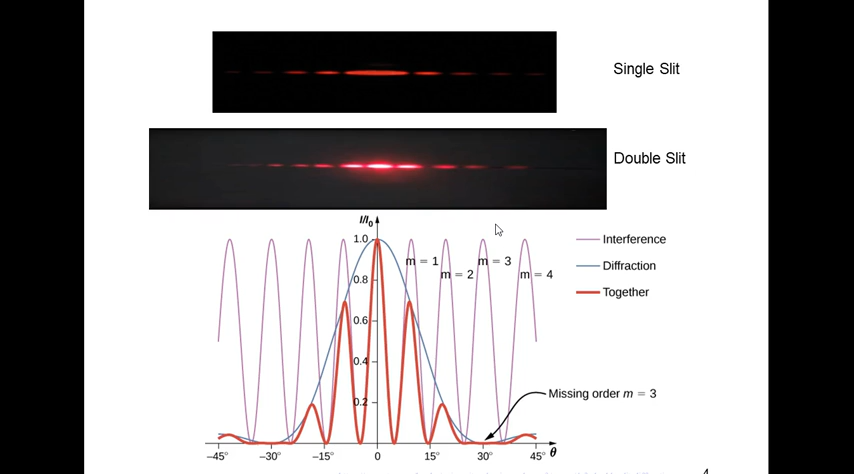 Single Slit
Double Slit
I/I₀
1.0
0.8
0.6
0.4
0.2
m = 1
m = 2
m = 3
m = 4
Interference
Diffraction
Together
Missing order m = 3
−45° −30° −15° 0 15° 30° 45° θ